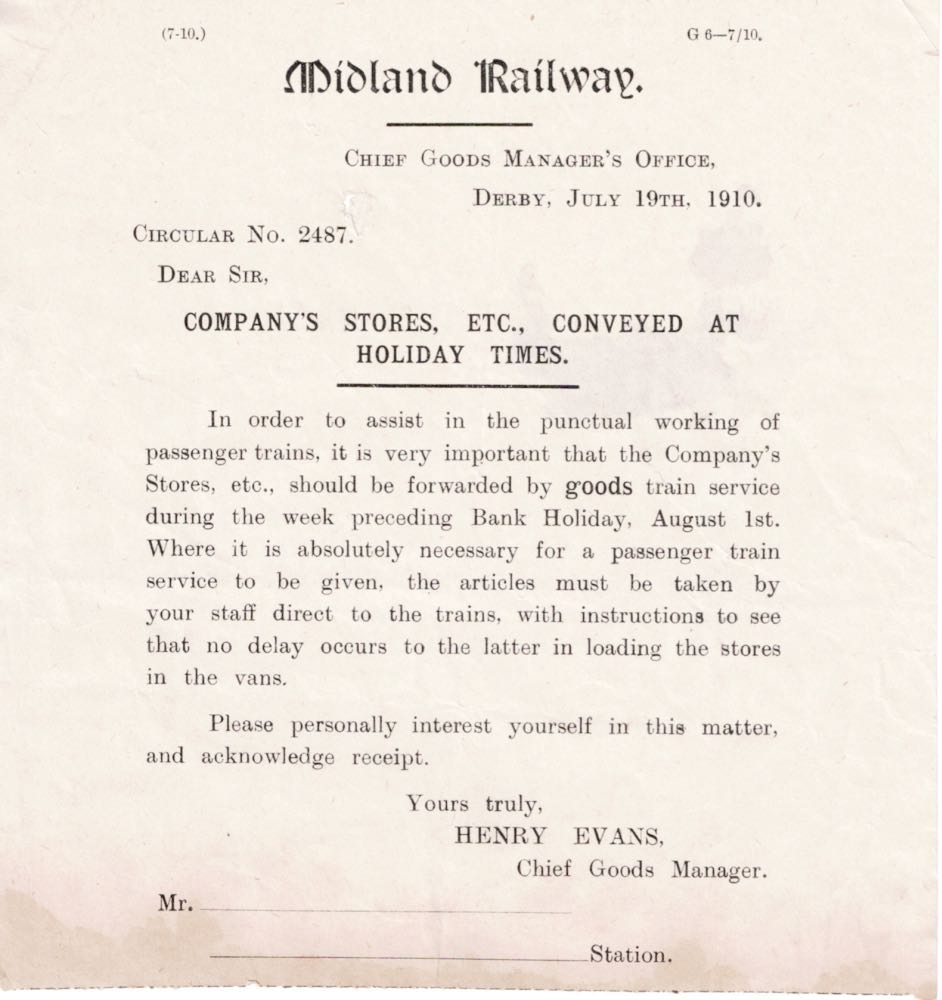 (7-10.) G 6—7/10.
Midland Railway.
Chief Goods Manager's Office,
Derby, July 19th, 1910.
Circular No. 2487.
Dear Sir,
COMPANY'S STORES, ETC., CONVEYED AT
HOLIDAY TIMES.
In order to assist in the punctual working of
passenger trains, it is very important that the Company's
Stores, etc., should be forwarded by goods train service
during the week preceding Bank Holiday, August 1st.
Where it is absolutely necessary for a passenger train
service to be given, the articles must be taken by
your staff direct to the trains, with instructions to see
that no delay occurs to the latter in loading the stores
in the vans.
Please personally interest yourself in this matter,
and acknowledge receipt.
Yours truly,
HENRY EVANS,
Chief Goods Manager.
Mr.
Station.